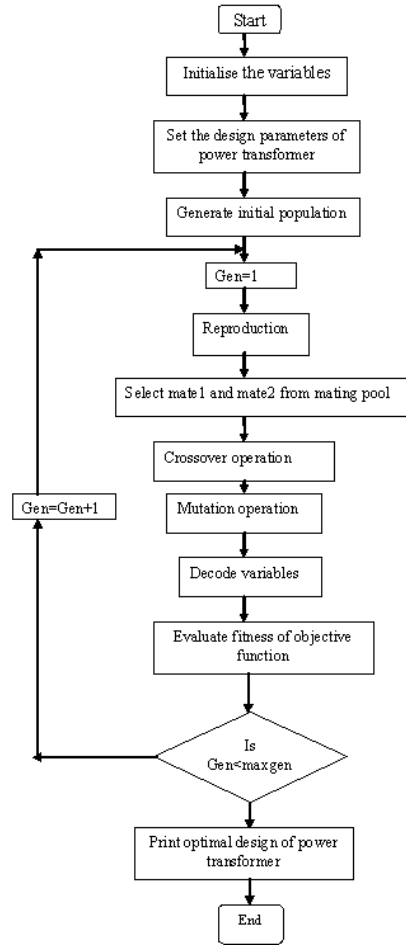 Start
Initialise the variables
Set the design parameters of
power transformer
Generate initial population
Gen=1
Reproduction
Select mate1 and mate2 from mating pool
Crossover operation
Gen=Gen+1
Mutation operation
Decode variables
Evaluate fitness of objective
function
Is
Gen<maxgen
Print optimal design of power
transformer
End